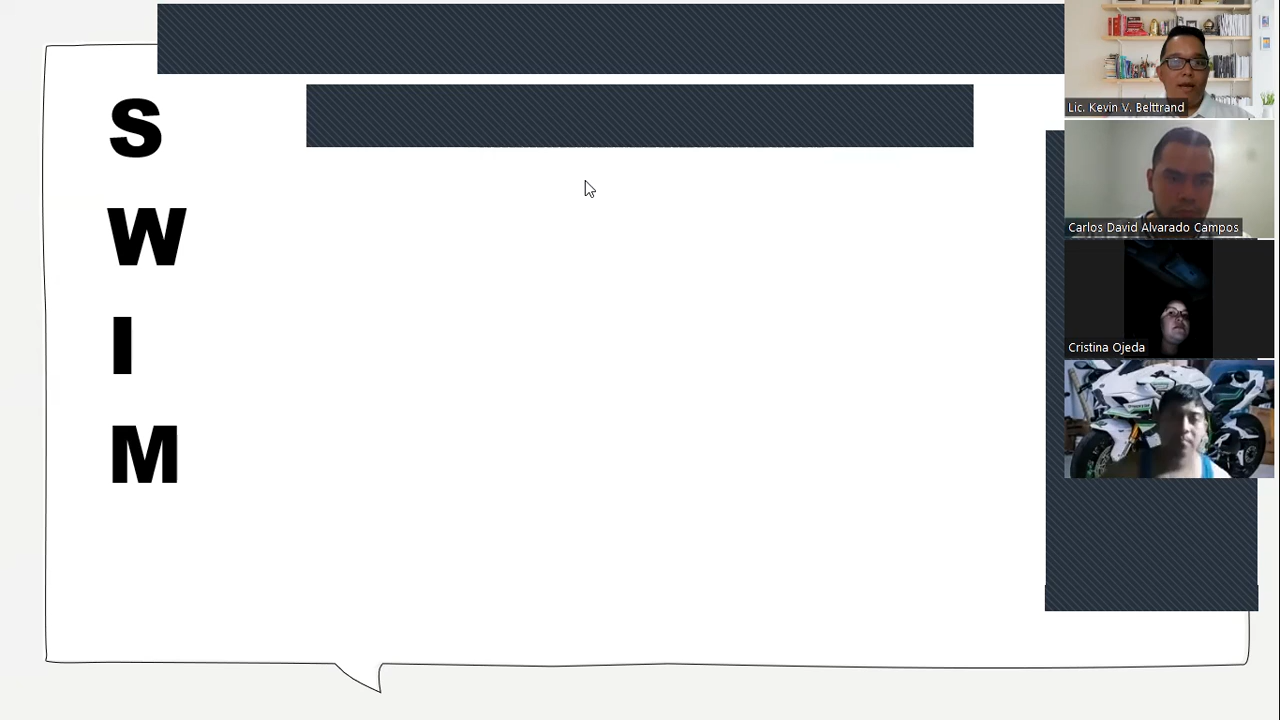 S
W
I
M
Lic. Kevin V. Belttrand
Carlos David Alvarado Campos
Cristina Ojeda